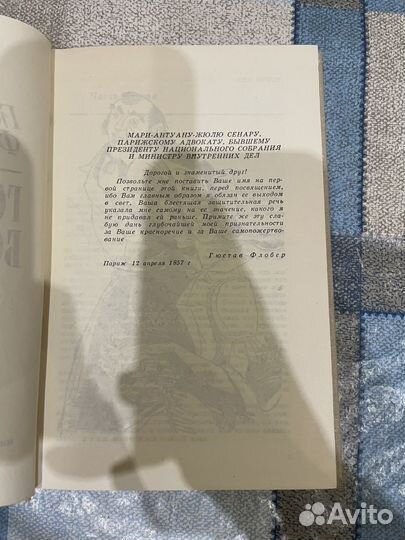 МАРИ-АНТУАНУ-ЖЮЛЮ СЕНАРУ,
ПАРИЖСКОМУ АДВОКАТУ, БЫВШЕМУ
ПРЕЗИДЕНТУ НАЦИОНАЛЬНОГО СОБРАНИЯ
И МИНИСТРУ ВНУТРЕННИХ ДЕЛ
Дорогой и знаменитый друг!
Позвольте мне поставить Ваше имя на пер
вой странице этой книги, перед посвящением,
ибо Вам главным образом я обязан ее выходом
в свет. Ваша блестящая защитительная речь
указала мне самому на ее значение, какого я
не придавал ей раньше. Примите же эту сла
бую дань глубочайшей моей признательности
за Ваше красноречие и за Ваше самопожертво
вание
Гюстав Флобер
Париж 12 апреля 1857 г
Avito